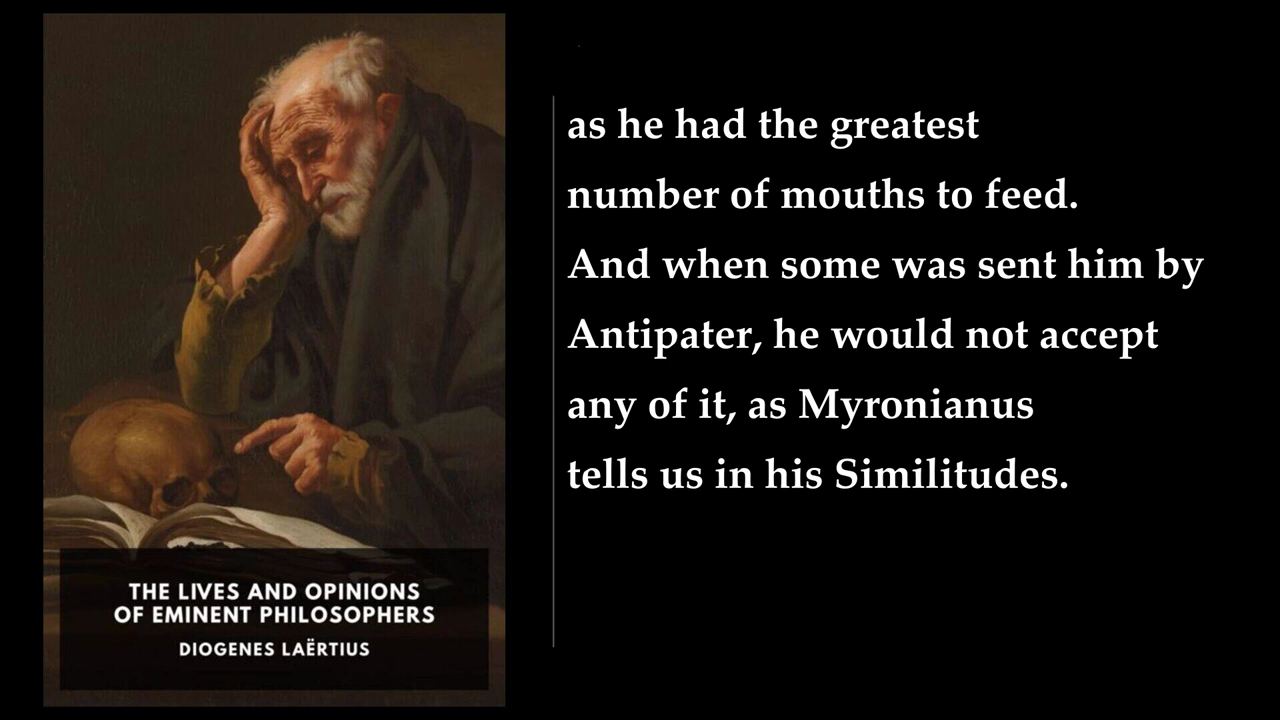 THE LIVES AND OPINIONS
OF EMINENT PHILOSOPHERS
DIOGENES LAËRTIUS
as he had the greatest
number of mouths to feed.
And when some was sent him by
Antipater, he would not accept
any of it, as Myronianus
tells us in his Similitudes.